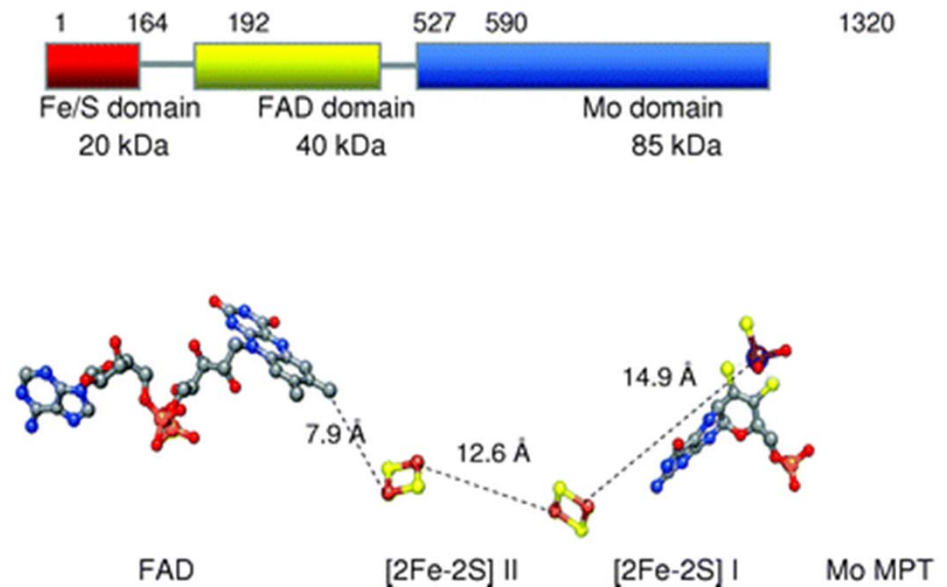 1 164 192 527 590 1320
Fe/S domain FAD domain Mo domain
20 kDa 40 kDa 85 kDa
14.9 Å
7.9 Å
12.6 Å
FAD [2Fe-2S] II [2Fe-2S] I Mo MPT